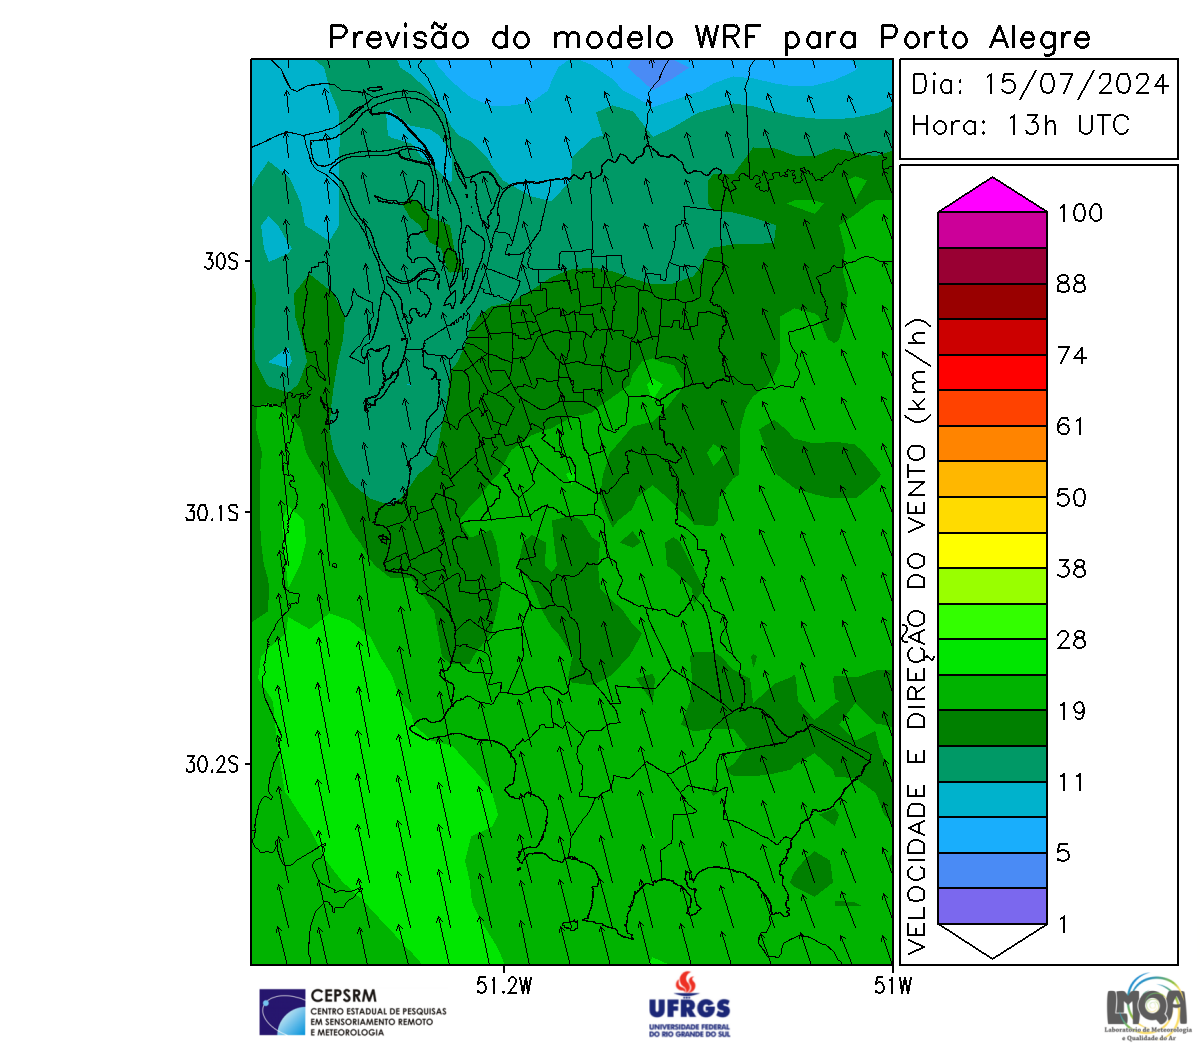 Previsão do modelo WRF para Porto Alegre
Dia: 15/07/2024
Hora: 13h UTC
VELOCIDADE E DIREÇÃO DO VENTO (km/h)
100
88
74
61
50
38
28
19
11
5
1
30S
30.1S
30.2S
51.2W
51W
CEPSRM
CENTRO ESTADUAL DE PESQUISAS
EM SENSORIAMENTO REMOTO
E METEOROLOGIA
UFRGS
UNIVERSIDADE FEDERAL
DO RIO GRANDE DO SUL
LMQA
Laboratório de Meteorologia
e Qualidade do Ar